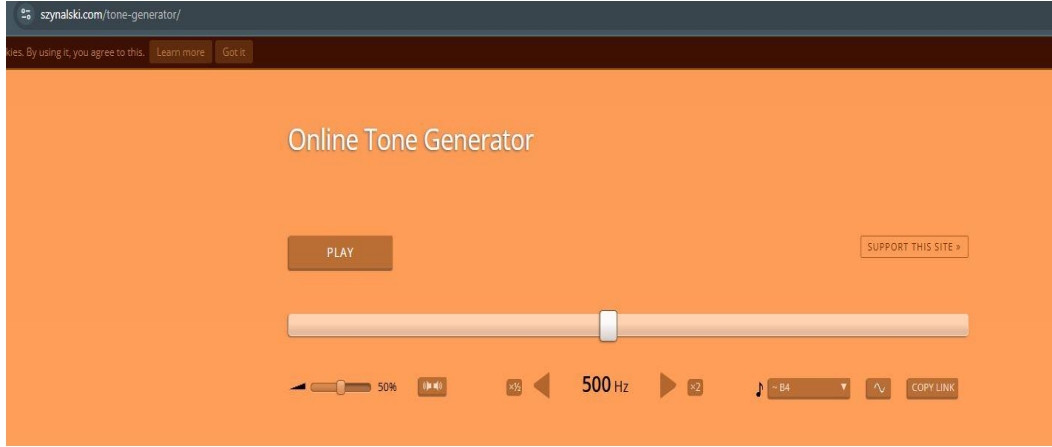 szynalski.com/tone-generator/
kies. By using it, you agree to this. Learn more Got it
Online Tone Generator
PLAY
SUPPORT THIS SITE »
50% ×½ 500 Hz ×2 ~ B4 COPY LINK